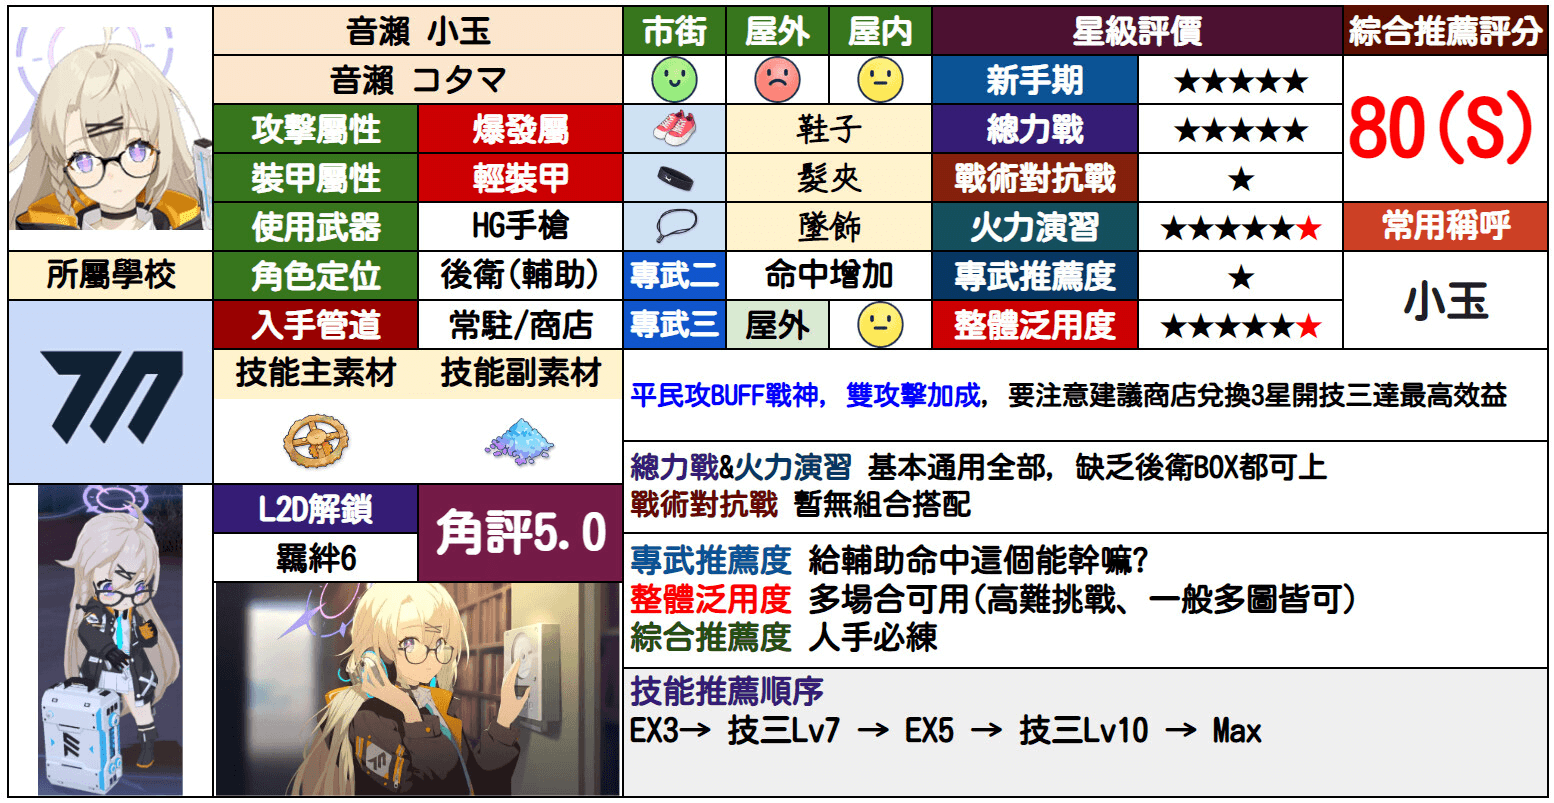 音瀨 小玉
市街 屋外 屋内 星級評價 綜合推薦評分
音瀨 コタマ
新手期 ★★★★★
80(S)
攻擊屬性 爆發屬
鞋子
總力戰 ★★★★★
裝甲屬性 輕裝甲
髮夾
戰術對抗戰 ★
使用武器 HG手槍
墜飾
火力演習 ★★★★★★
常用稱呼
所屬學校
角色定位 後衛(輔助)
專武二 命中增加
專武推薦度 ★
小玉
入手管道 常駐/商店
專武三 屋外
整體泛用度 ★★★★★★
技能主素材 技能副素材
平民攻BUFF戰神, 雙攻擊加成, 要注意建議商店兌換3星開技三達最高效益
總力戰&火力演習 基本通用全部, 缺乏後衛BOX都可上
戰術對抗戰 暫無組合搭配
L2D解鎖
角評5.0
羈絆6
專武推薦度 給輔助命中這個能幹嘛?
整體泛用度 多場合可用(高難挑戰、一般多圖皆可)
綜合推薦度 人手必練
技能推薦順序
EX3→ 技三Lv7 → EX5 → 技三Lv10 → Max